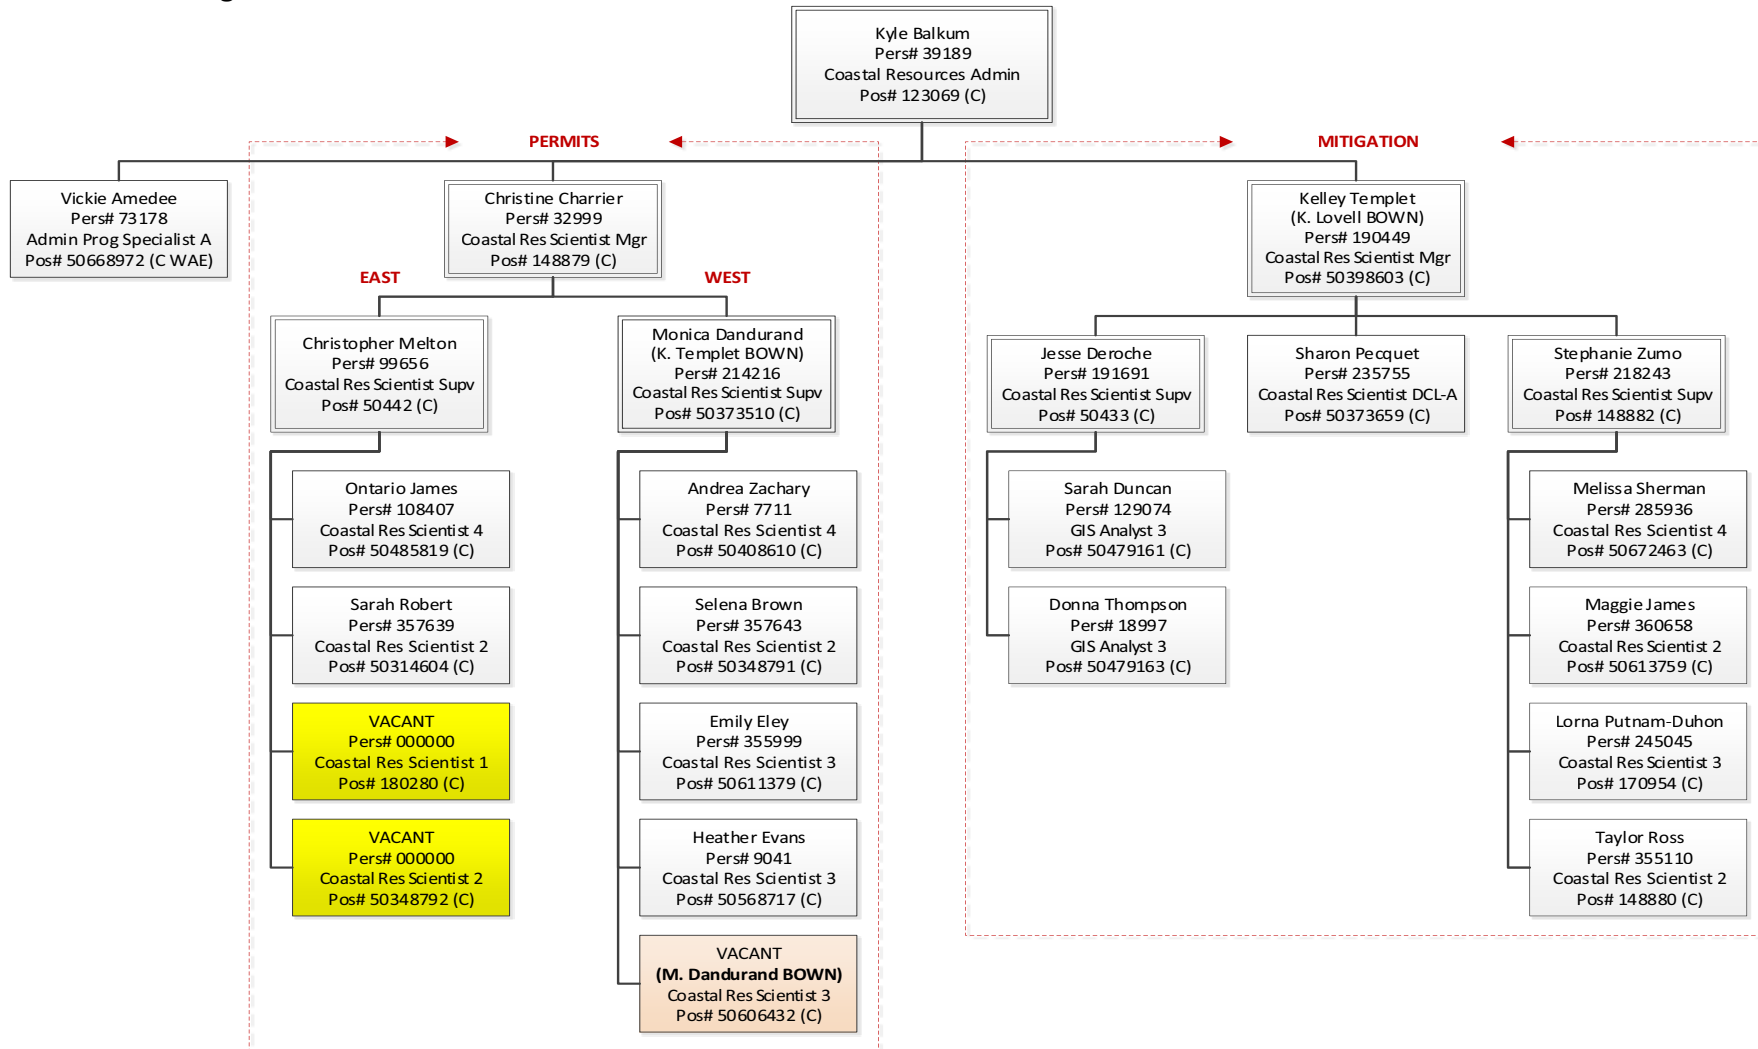 Kyle Balkum
Pers# 39189
Coastal Resources Admin
Pos# 123069 (C)
PERMITS
MITIGATION
Vickie Amedee
Pers# 73178
Admin Prog Specialist A
Pos# 50668972 (C WAE)
Christine Charrier
Pers# 32999
Coastal Res Scientist Mgr
Pos# 148879 (C)
Kelley Templet
(K. Lovell BOWN)
Pers# 190449
Coastal Res Scientist Mgr
Pos# 50398603 (C)
EAST
WEST
Christopher Melton
Pers# 99656
Coastal Res Scientist Supv
Pos# 50442 (C)
Monica Dandurand
(K. Templet BOWN)
Pers# 214216
Coastal Res Scientist Supv
Pos# 50373510 (C)
Jesse Deroche
Pers# 191691
Coastal Res Scientist Supv
Pos# 50433 (C)
Sharon Pecquet
Pers# 235755
Coastal Res Scientist DCL-A
Pos# 50373659 (C)
Stephanie Zumo
Pers# 218243
Coastal Res Scientist Supv
Pos# 148882 (C)
Ontario James
Pers# 108407
Coastal Res Scientist 4
Pos# 50485819 (C)
Andrea Zachary
Pers# 7711
Coastal Res Scientist 4
Pos# 50408610 (C)
Sarah Duncan
Pers# 129074
GIS Analyst 3
Pos# 50479161 (C)
Melissa Sherman
Pers# 285936
Coastal Res Scientist 4
Pos# 50672463 (C)
Sarah Robert
Pers# 357639
Coastal Res Scientist 2
Pos# 50314604 (C)
Selena Brown
Pers# 357643
Coastal Res Scientist 2
Pos# 50348791 (C)
Donna Thompson
Pers# 18997
GIS Analyst 3
Pos# 50479163 (C)
Maggie James
Pers# 360658
Coastal Res Scientist 2
Pos# 50613759 (C)
VACANT
Pers# 000000
Coastal Res Scientist 1
Pos# 180280 (C)
Emily Eley
Pers# 355999
Coastal Res Scientist 3
Pos# 50611379 (C)
Lorna Putnam-Duhon
Pers# 245045
Coastal Res Scientist 3
Pos# 170954 (C)
VACANT
Pers# 000000
Coastal Res Scientist 2
Pos# 50348792 (C)
Heather Evans
Pers# 9041
Coastal Res Scientist 3
Pos# 50568717 (C)
Taylor Ross
Pers# 355110
Coastal Res Scientist 2
Pos# 148880 (C)
VACANT
(M. Dandurand BOWN)
Coastal Res Scientist 3
Pos# 50606432 (C)